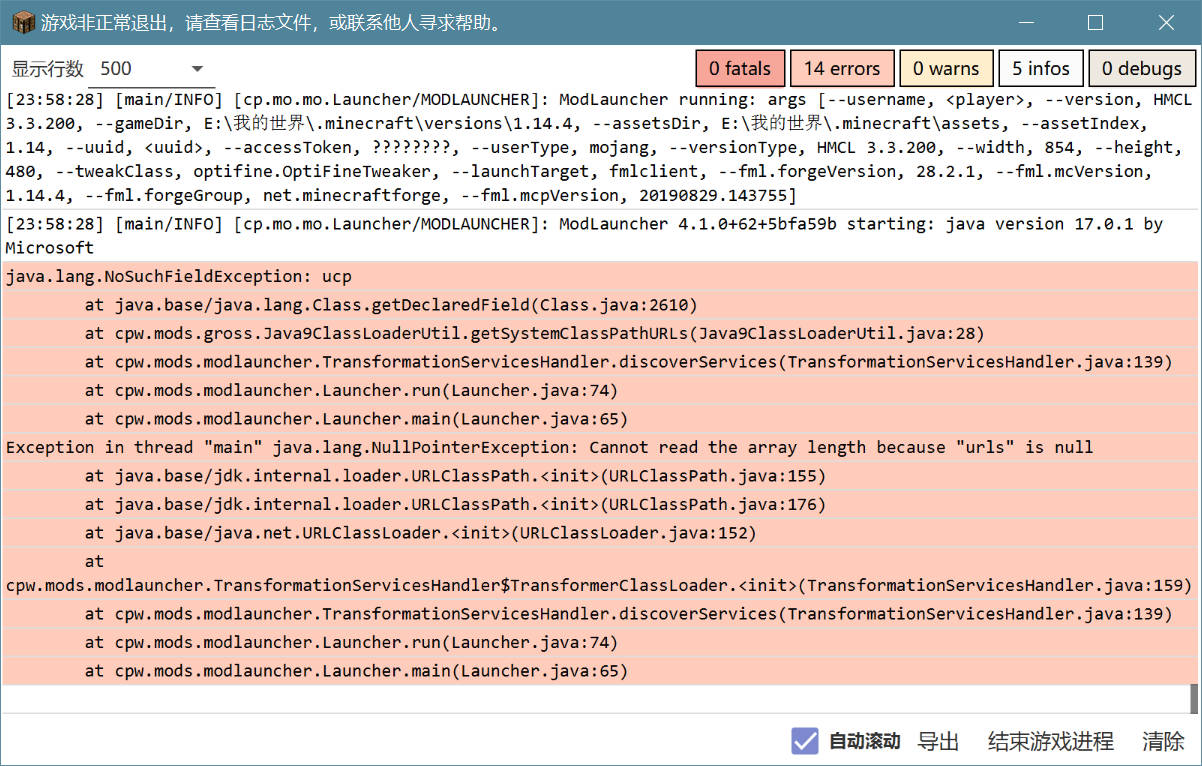 游戏非正常退出，请查看日志文件，或联系他人寻求帮助。
显示行数 500 0 fatals 14 errors 0 warns 5 infos 0 debugs
[23:58:28] [main/INFO] [cp.mo.mo.Launcher/MODLAUNCHER]: ModLauncher running: args [--username, <player>, --version, HMCL
3.3.200, --gameDir, E:\我的世界\.minecraft\versions\1.14.4, --assetsDir, E:\我的世界\.minecraft\assets, --assetIndex,
1.14, --uuid, <uuid>, --accessToken, ????????, --userType, mojang, --versionType, HMCL 3.3.200, --width, 854, --height,
480, --tweakClass, optifine.OptiFineTweaker, --launchTarget, fmlclient, --fml.forgeVersion, 28.2.1, --fml.mcVersion,
1.14.4, --fml.forgeGroup, net.minecraftforge, --fml.mcpVersion, 20190829.143755]
[23:58:28] [main/INFO] [cp.mo.mo.Launcher/MODLAUNCHER]: ModLauncher 4.1.0+62+5bfa59b starting: java version 17.0.1 by
Microsoft
java.lang.NoSuchFieldException: ucp
at java.base/java.lang.Class.getDeclaredField(Class.java:2610)
at cpw.mods.gross.Java9ClassLoaderUtil.getSystemClassPathURLs(Java9ClassLoaderUtil.java:28)
at cpw.mods.modlauncher.TransformationServicesHandler.discoverServices(TransformationServicesHandler.java:139)
at cpw.mods.modlauncher.Launcher.run(Launcher.java:74)
at cpw.mods.modlauncher.Launcher.main(Launcher.java:65)
Exception in thread "main" java.lang.NullPointerException: Cannot read the array length because "urls" is null
at java.base/jdk.internal.loader.URLClassPath.<init>(URLClassPath.java:155)
at java.base/jdk.internal.loader.URLClassPath.<init>(URLClassPath.java:176)
at java.base/java.net.URLClassLoader.<init>(URLClassLoader.java:152)
at
cpw.mods.modlauncher.TransformationServicesHandler$TransformerClassLoader.<init>(TransformationServicesHandler.java:159)
at cpw.mods.modlauncher.TransformationServicesHandler.discoverServices(TransformationServicesHandler.java:139)
at cpw.mods.modlauncher.Launcher.run(Launcher.java:74)
at cpw.mods.modlauncher.Launcher.main(Launcher.java:65)
自动滚动 导出 结束游戏进程 清除